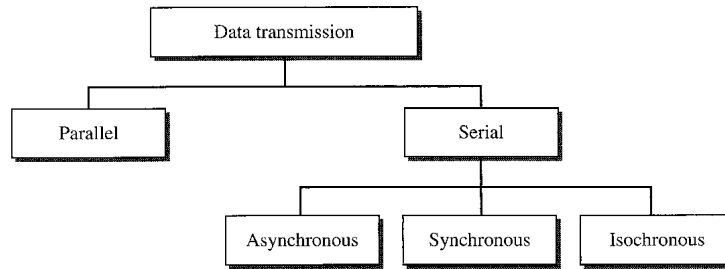 Data transmission
Parallel
Serial
Asynchronous
Synchronous
Isochronous